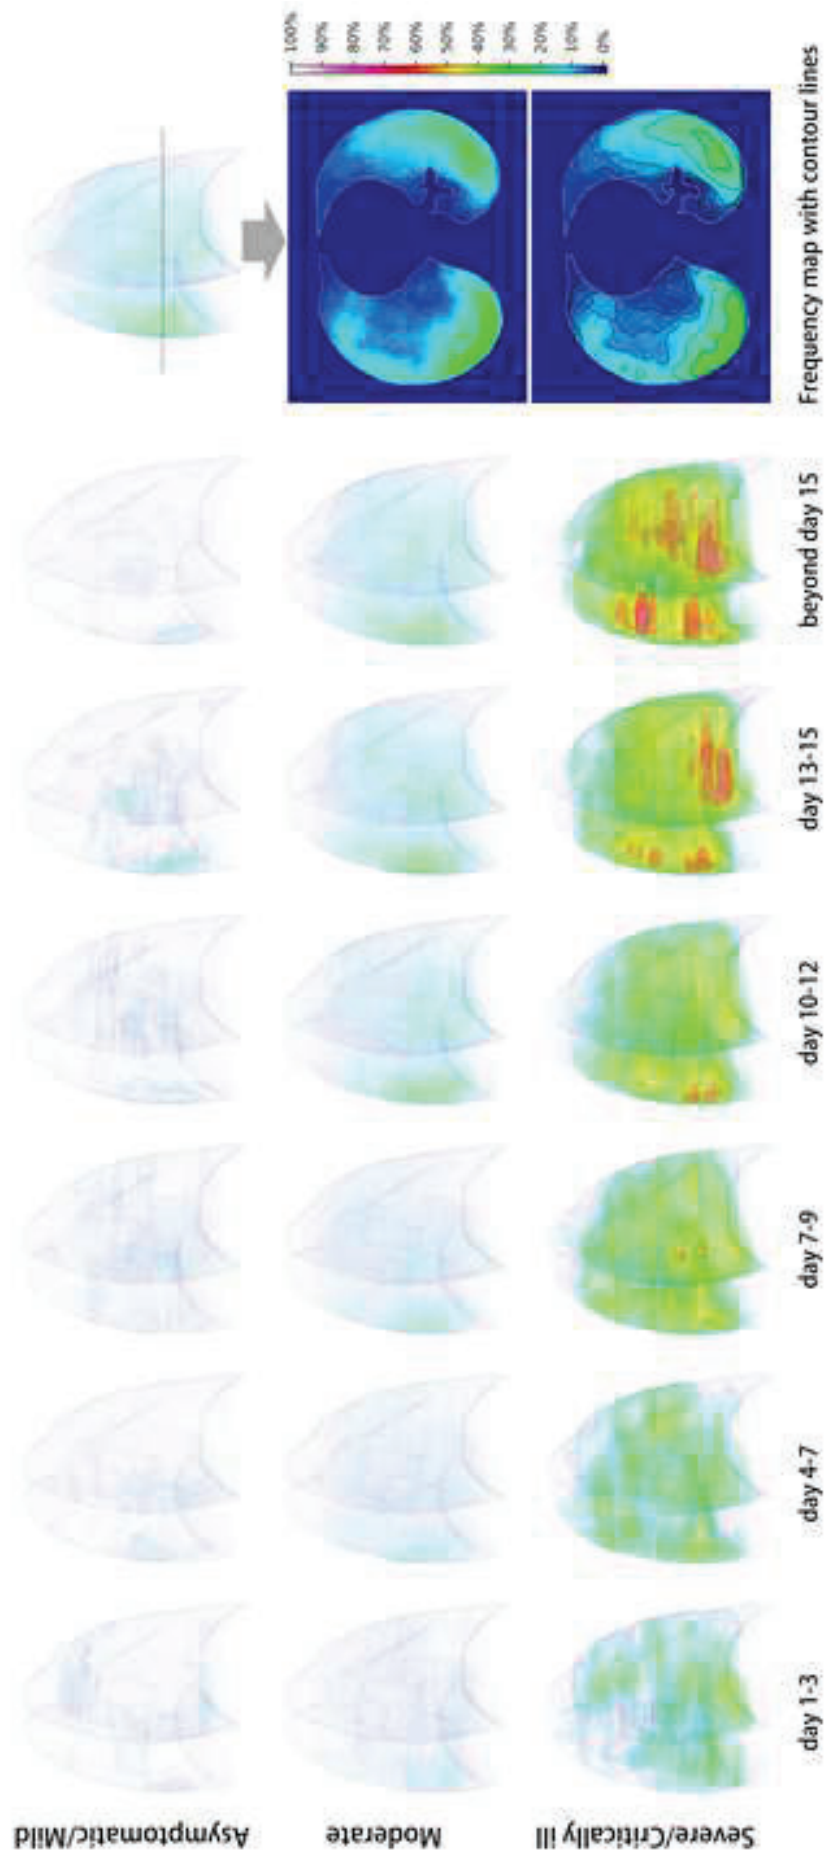 100%
90%
80%
70%
60%
50%
40%
30%
20%
10%
0%
Asymptomatic/Mild
Moderate
Severe/Critically ill
day 1-3
day 4-7
day 7-9
day 10-12
day 13-15
beyond day 15
Frequency map with contour lines